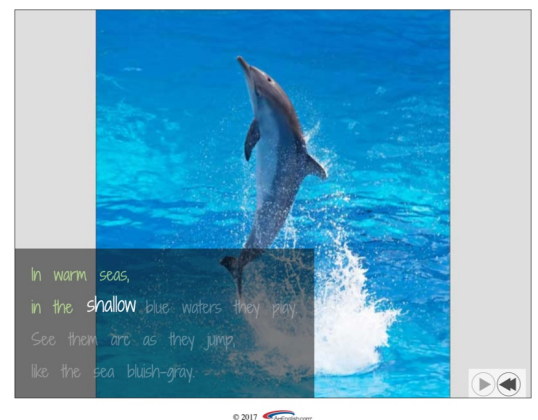 In warm seas,
in the shallow blue waters they play.
See them are as they jump,
like the sea bluish-gray.
© 2017